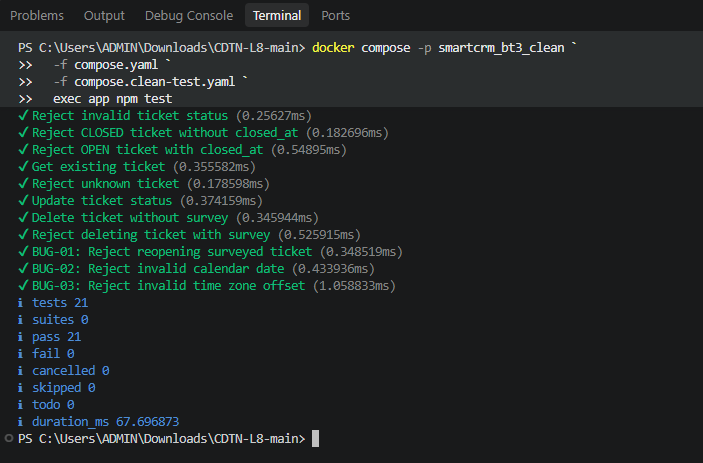 Problems Output Debug Console Terminal Ports
PS C:\Users\ADMIN\Downloads\CDTN-L8-main> docker compose -p smartcrm_bt3_clean `
>> -f compose.yaml `
>> -f compose.clean-test.yaml `
>> exec app npm test
✔ Reject invalid ticket status (0.25627ms)
✔ Reject CLOSED ticket without closed_at (0.182696ms)
✔ Reject OPEN ticket with closed_at (0.54895ms)
✔ Get existing ticket (0.355582ms)
✔ Reject unknown ticket (0.178598ms)
✔ Update ticket status (0.374159ms)
✔ Delete ticket without survey (0.345944ms)
✔ Reject deleting ticket with survey (0.525915ms)
✔ BUG-01: Reject reopening surveyed ticket (0.348519ms)
✔ BUG-02: Reject invalid calendar date (0.433936ms)
✔ BUG-03: Reject invalid time zone offset (1.058833ms)
ℹ tests 21
ℹ suites 0
ℹ pass 21
ℹ fail 0
ℹ cancelled 0
ℹ skipped 0
ℹ todo 0
ℹ duration_ms 67.696873
PS C:\Users\ADMIN\Downloads\CDTN-L8-main>